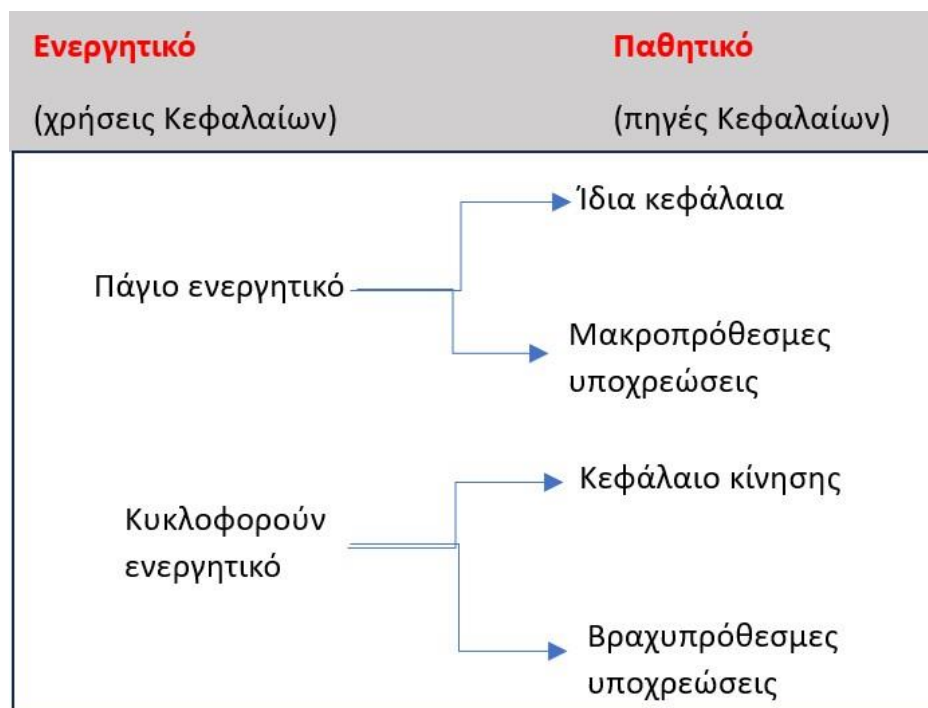 Ενεργητικό
Παθητικό
(χρήσεις Κεφαλαίων)
(πηγές Κεφαλαίων)
Ίδια κεφάλαια
Πάγιο ενεργητικό
Μακροπρόθεσμες
υποχρεώσεις
Κεφάλαιο κίνησης
Κυκλοφορούν
ενεργητικό
Βραχυπρόθεσμες
υποχρεώσεις